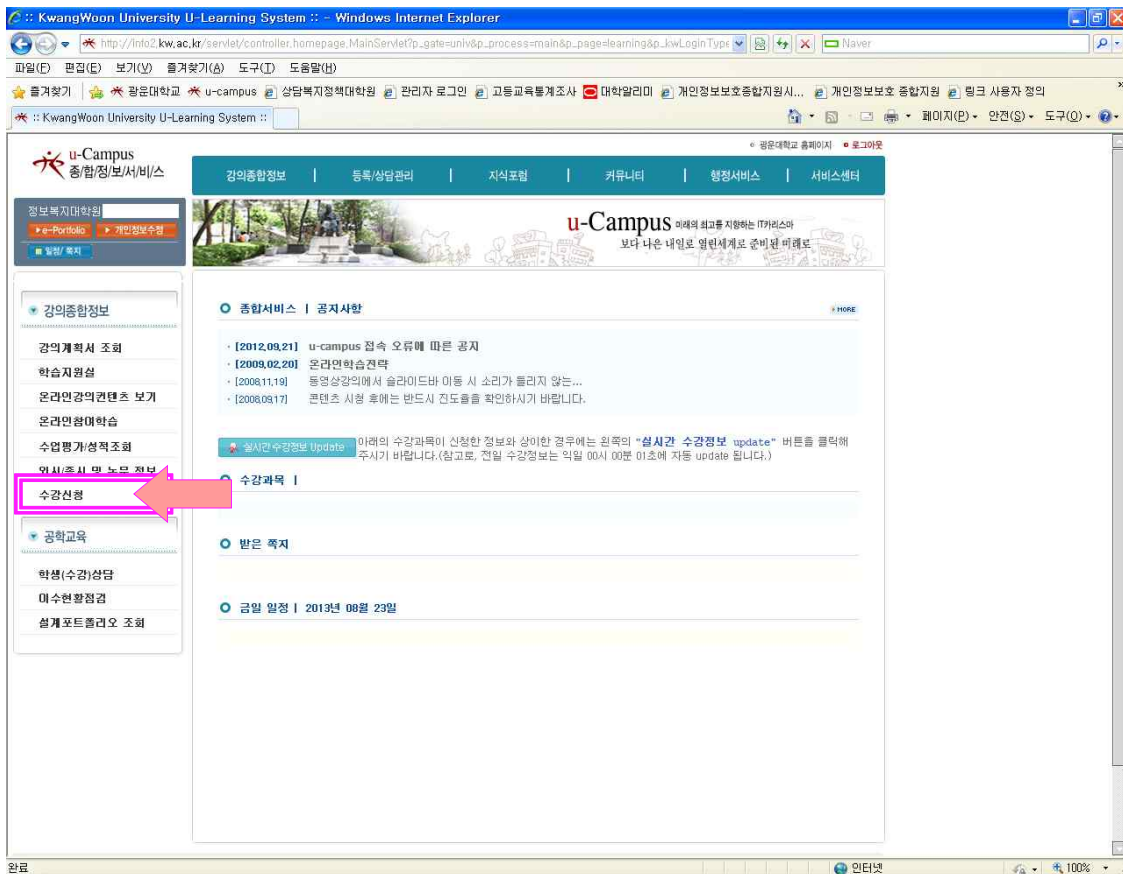 :: KwangWoon University U-Learning System :: - Windows Internet Explorer
http://info2.kw.ac.kr/servlet/controller.homepage.MainServlet?p_gate=univ&p_process=main&p_page=learning&p_kwLoginType
Naver
파일(F) 편집(E) 보기(V) 즐겨찾기(A) 도구(T) 도움말(H)
즐겨찾기 광운대학교 u-campus 상담복지정책대학원 관리자 로그인 고등교육통계조사 대학알리미 개인정보보호종합지원시... 개인정보보호 종합지원 링크 사용자 정의
:: KwangWoon University U-Learning System ::
페이지(P) 안전(S) 도구(O)
u-Campus
종/합/정/보/서/비/스
광운대학교 홈페이지 로그아웃
강의종합정보 | 등록/상담관리 | 지식포럼 | 커뮤니티 | 행정서비스 | 서비스센터
정보복지대학원
e-Portfolio 개인정보수정
일정/ 쪽지
u-Campus 미래의 최고를 지향하는 IT카리스마
보다 나은 내일로 열린세계로 준비된 미래로
강의종합정보
강의계획서 조회
학습지원실
온라인강의컨텐츠 보기
온라인참여학습
수업평가/성적조회
외시/종시 및 논문 정보
수강신청
공학교육
학생(수강)상담
이수현황점검
설계포트폴리오 조회
종합서비스 | 공지사항
MORE
· [2012.09.21] u-campus 접속 오류에 따른 공지
· [2009.02.20] 온라인학습전략
· [2008.11.19] 동영상강의에서 슬라이드바 이동 시 소리가 들리지 않는...
· [2008.09.17] 콘텐츠 시청 후에는 반드시 진도율을 확인하시기 바랍니다.
실시간 수강정보 Update
아래의 수강과목이 신청한 정보와 상이한 경우에는 왼쪽의 "실시간 수강정보 update" 버튼을 클릭해
주시기 바랍니다.(참고로, 전일 수강정보는 익일 00시 00분 01초에 자동 update 됩니다.)
수강과목 |
받은 쪽지
금일 일정 | 2013년 08월 23일
완료
인터넷
100%